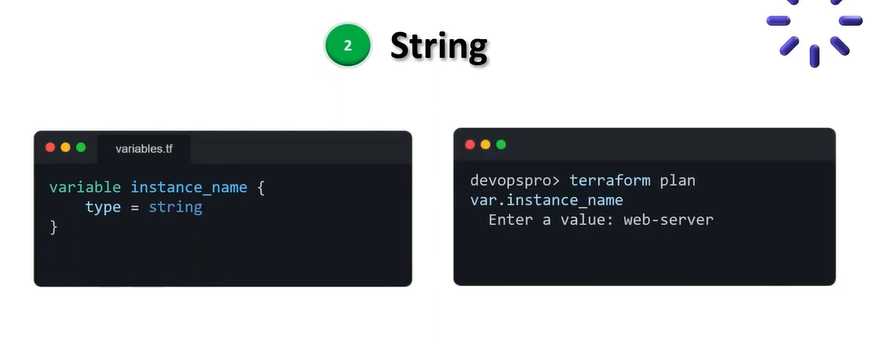 2 String
variables.tf
variable instance_name {
    type = string
}
devopspro> terraform plan
var.instance_name
  Enter a value: web-server